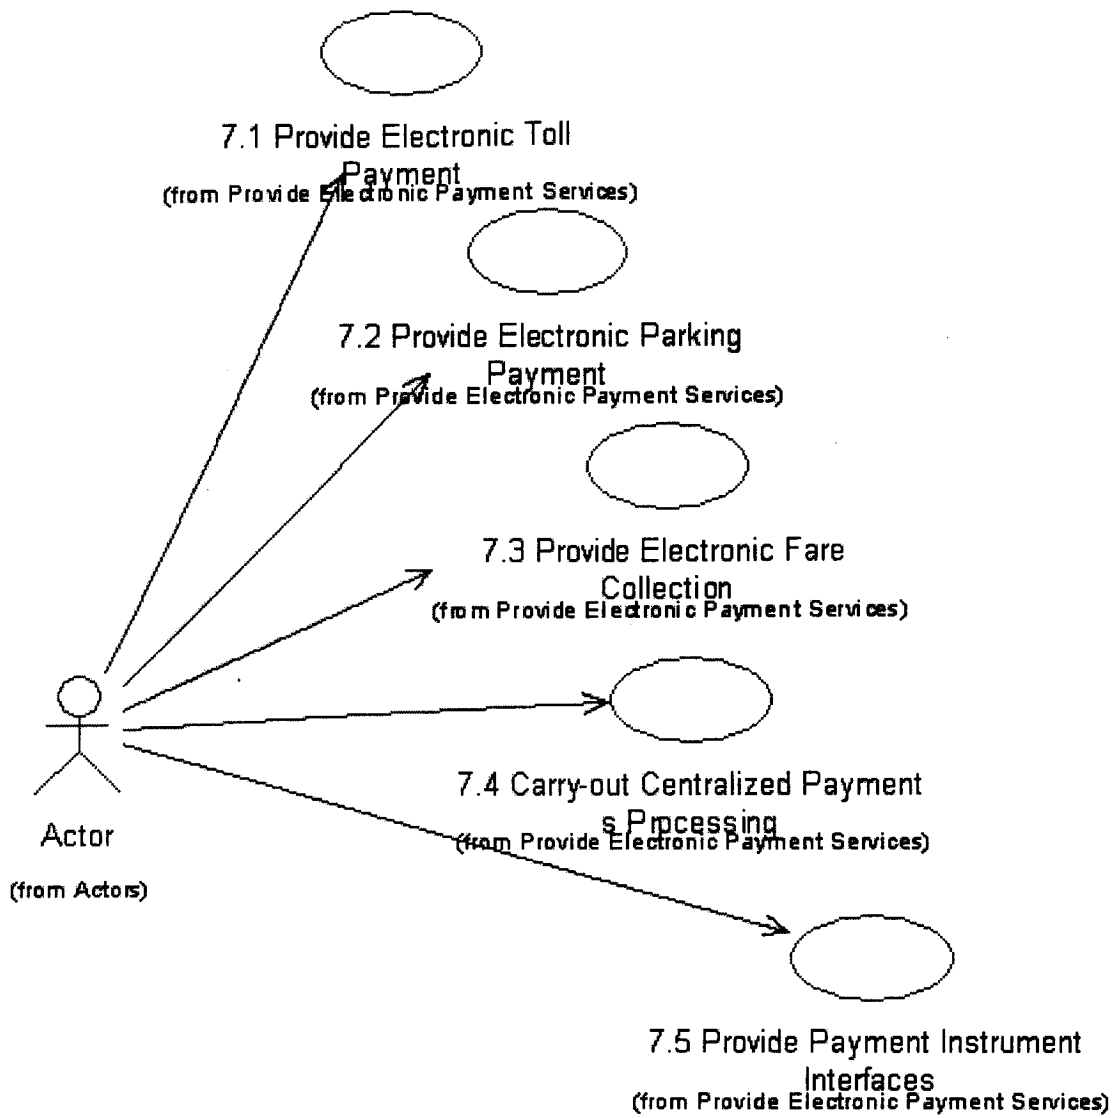 7.1 Provide Electronic Toll
Payment
(from Provide Electronic Payment Services)
7.2 Provide Electronic Parking
Payment
(from Provide Electronic Payment Services)
7.3 Provide Electronic Fare
Collection
(from Provide Electronic Payment Services)
7.4 Carry-out Centralized Payment
s Processing
(from Provide Electronic Payment Services)
Actor
(from Actors)
7.5 Provide Payment Instrument
Interfaces
(from Provide Electronic Payment Services)